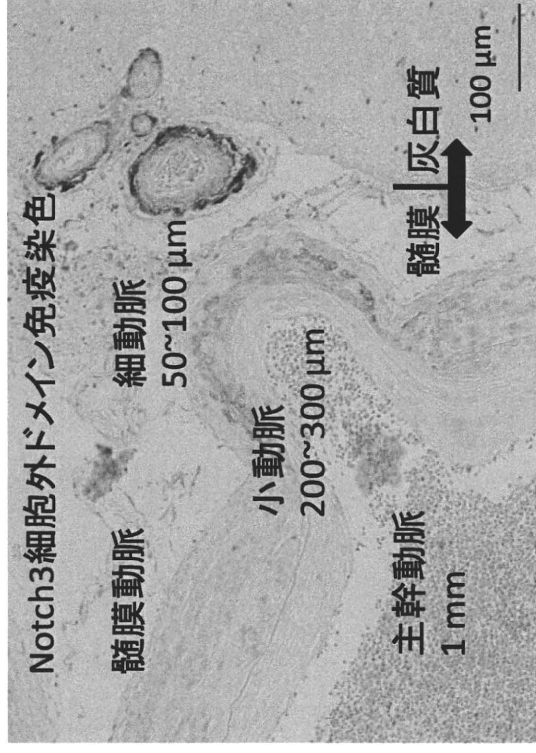 Notch3細胞外ドメイン免疫染色
髄膜動脈
細動脈
50~100 µm
小動脈
200~300 µm
主幹動脈
1 mm
髄膜 灰白質
100 µm